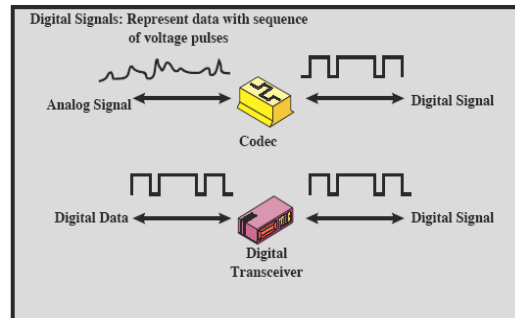 Digital Signals: Represent data with sequence
of voltage pulses
Analog Signal
Digital Signal
Codec
Digital Data
Digital Signal
Digital
Transceiver